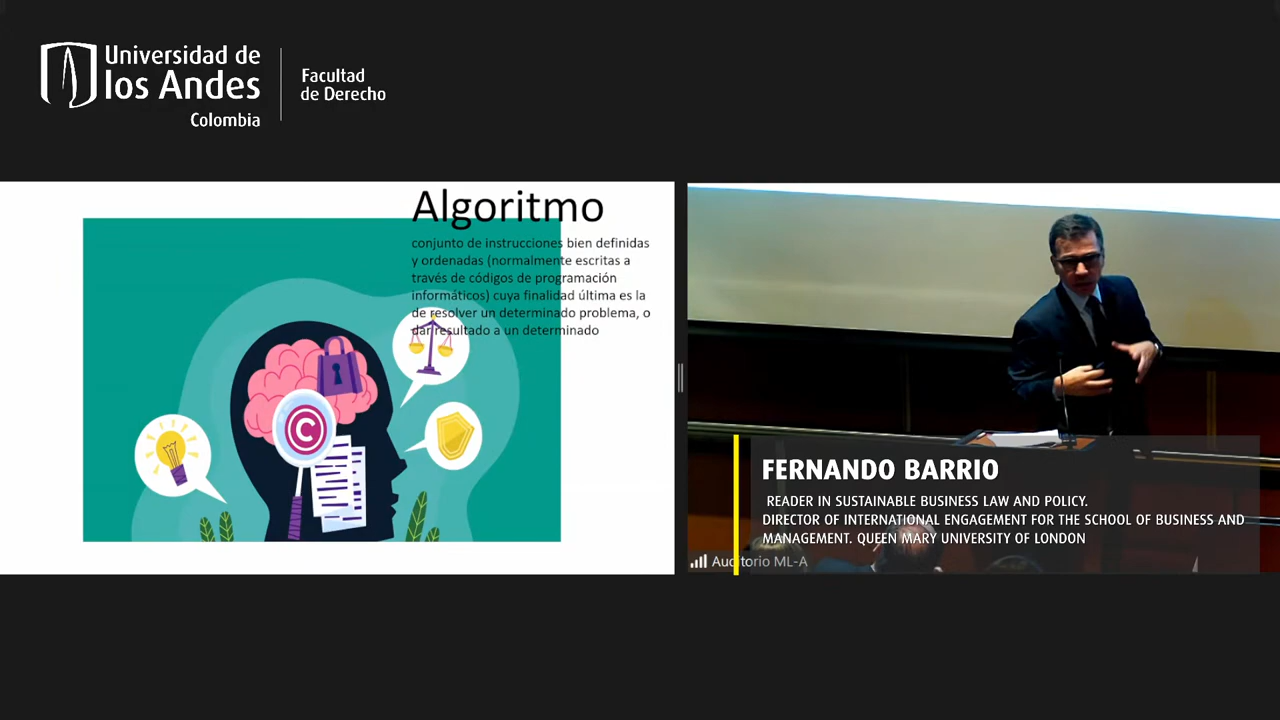 Universidad de
los Andes
Colombia
Facultad
de Derecho
Algoritmo
conjunto de instrucciones bien definidas
y ordenadas (normalmente escritas a
través de códigos de programación
informáticos) cuya finalidad última es la
de resolver un determinado problema, o
dar resultado a un determinado
C
FERNANDO BARRIO
READER IN SUSTAINABLE BUSINESS LAW AND POLICY.
DIRECTOR OF INTERNATIONAL ENGAGEMENT FOR THE SCHOOL OF BUSINESS AND
MANAGEMENT. QUEEN MARY UNIVERSITY OF LONDON
Auditorio ML-A